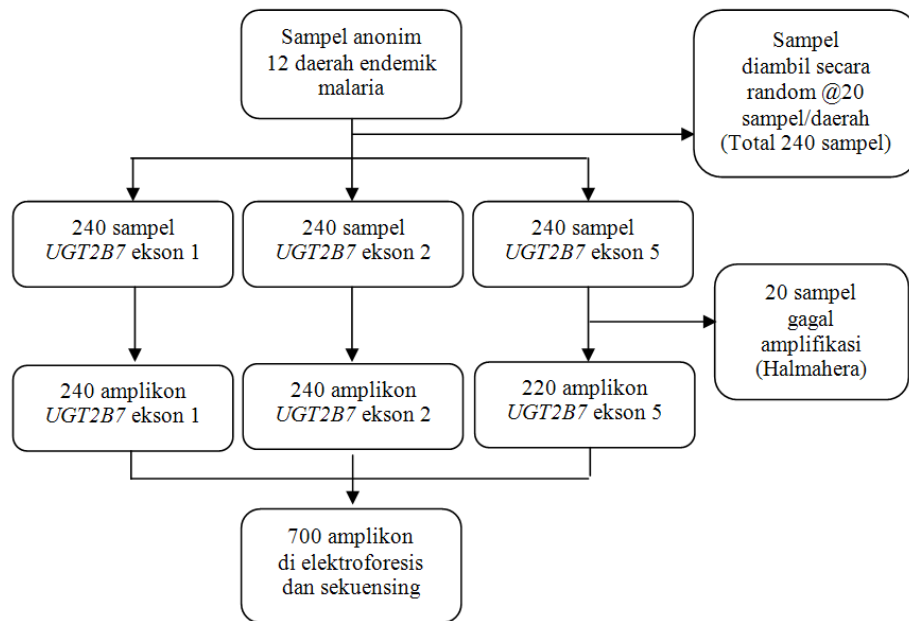 Sampel anonim
12 daerah endemik
malaria
Sampel
diambil secara
random @20
sampel/daerah
(Total 240 sampel)
240 sampel
UGT2B7 ekson 1
240 sampel
UGT2B7 ekson 2
240 sampel
UGT2B7 ekson 5
20 sampel
gagal
amplifikasi
(Halmahera)
240 amplikon
UGT2B7 ekson 1
240 amplikon
UGT2B7 ekson 2
220 amplikon
UGT2B7 ekson 5
700 amplikon
di elektroforesis
dan sekuensing